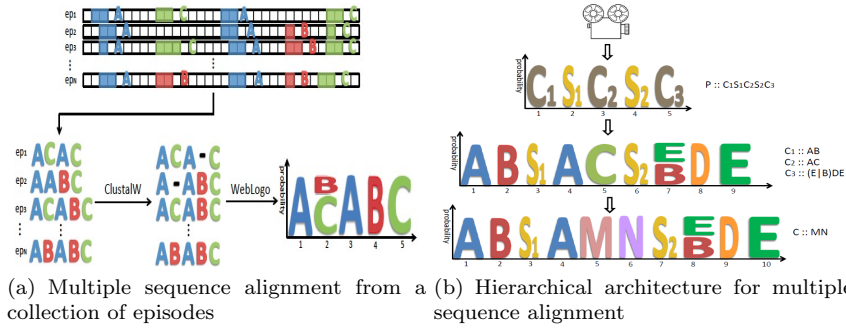 ep1 A C A C
ep2 A A B C
ep3 A C A B C
epN A B A B C
ep1 ACAC
ep2 AABC
ep3 ACABC
epN ABABC
ClustalW
ACA-C
A-ABC
ACABC
ABABC
WebLogo
probability
A B C A B C
1 2 3 4 5
(a) Multiple sequence alignment from a
collection of episodes
probability
C1 S1 C2 S2 C3
1 2 3 4 5
P :: C1S1C2S2C3
probability
A B S1 A C S2 E B D E
1 2 3 4 5 6 7 8 9
C1 :: AB
C2 :: AC
C3 :: (E|B)DE
probability
A B S1 A M N S2 E B D E
1 2 3 4 5 6 7 8 9 10
C :: MN
(b) Hierarchical architecture for multiple
sequence alignment